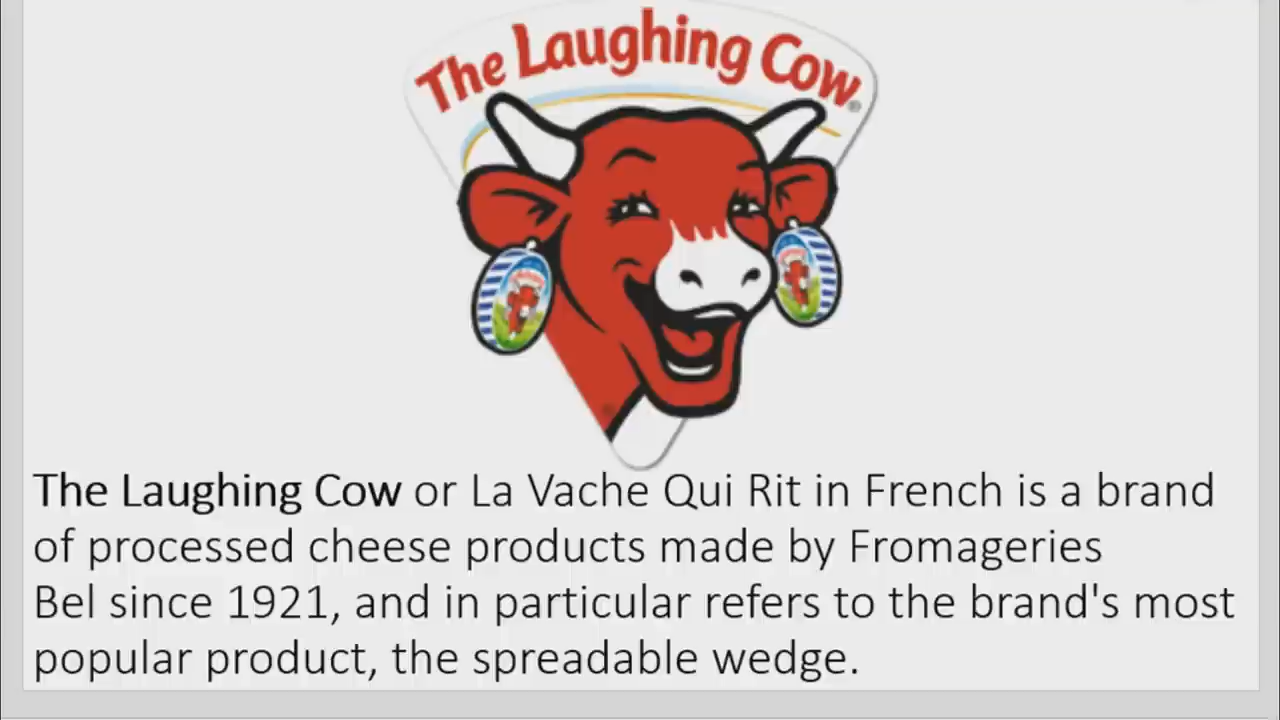 The Laughing Cow®
The Laughing Cow or La Vache Qui Rit in French is a brand
of processed cheese products made by Fromageries
Bel since 1921, and in particular refers to the brand's most
popular product, the spreadable wedge.